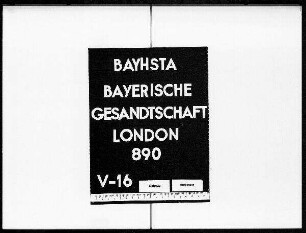 BAYHSTA
BAYERISCHE
GESANDTSCHAFT
LONDON
890
V-16